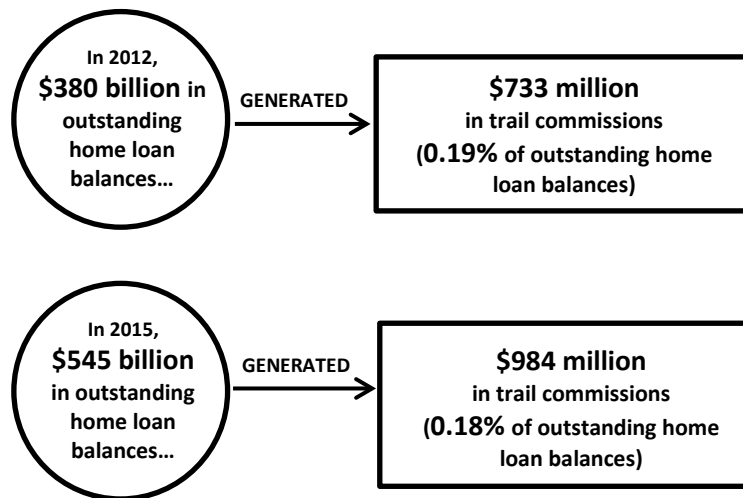 In 2012,
$380 billion in
outstanding
home loan
balances…
GENERATED
$733 million
in trail commissions
(0.19% of outstanding home
loan balances)
In 2015,
$545 billion
in outstanding
home loan
balances…
GENERATED
$984 million
in trail commissions
(0.18% of outstanding home
loan balances)